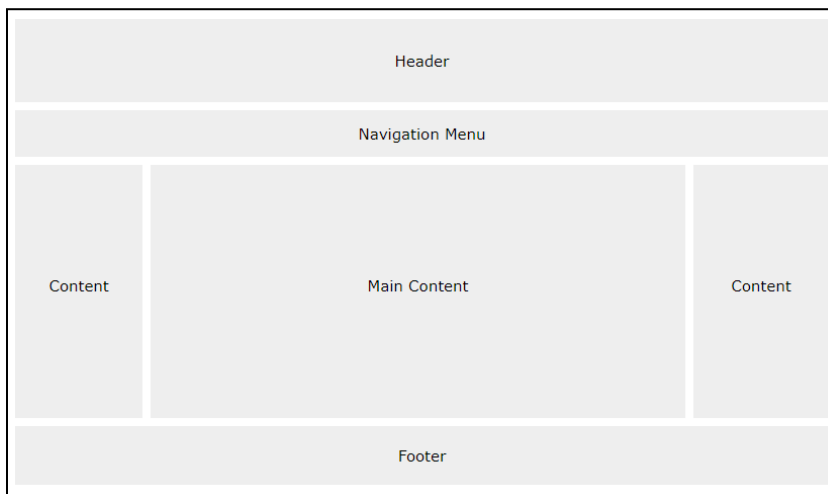 Header
Navigation Menu
Content
Main Content
Content
Footer